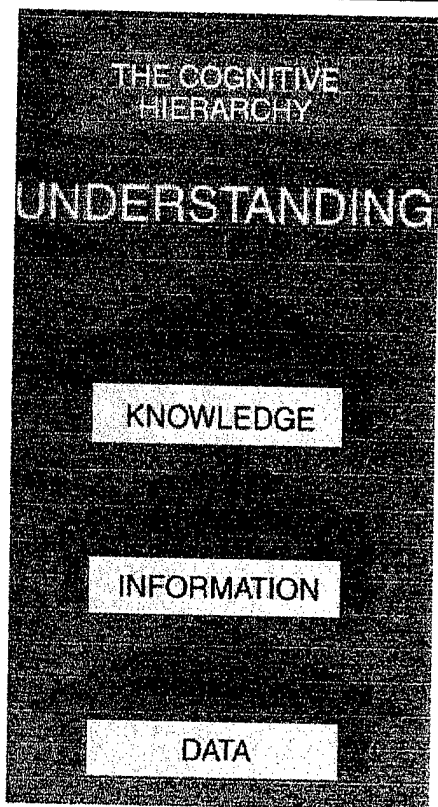 THE COGNITIVE
HIERARCHY
UNDERSTANDING
KNOWLEDGE
INFORMATION
DATA